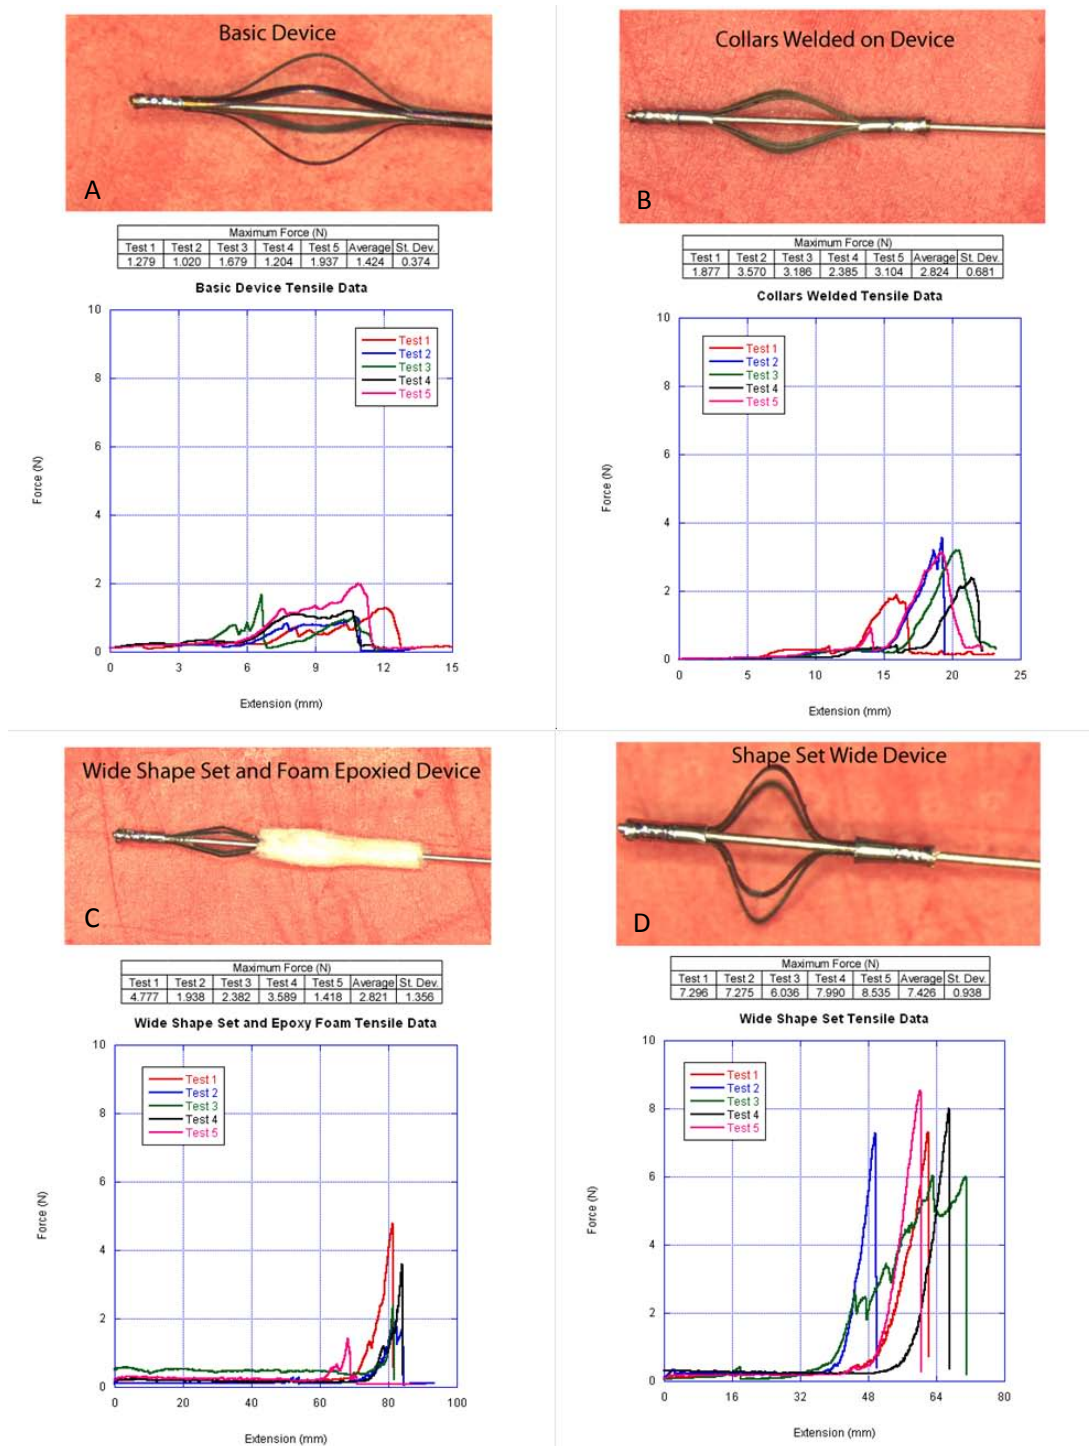 Basic Device
A
Maximum Force (N)
Test 1 Test 2 Test 3 Test 4 Test 5 Average St. Dev.
1.279 1.020 1.679 1.204 1.937 1.424 0.374
Basic Device Tensile Data
10
8
6
4
2
0
Force (N)
Test 1
Test 2
Test 3
Test 4
Test 5
0 3 6 9 12 15
Extension (mm)
Collars Welded on Device
B
Maximum Force (N)
Test 1 Test 2 Test 3 Test 4 Test 5 Average St. Dev.
1.877 3.570 3.186 2.385 3.104 2.824 0.681
Collars Welded Tensile Data
10
8
6
4
2
0
Force (N)
Test 1
Test 2
Test 3
Test 4
Test 5
0 5 10 15 20 25
Extension (mm)
Wide Shape Set and Foam Epoxied Device
C
Maximum Force (N)
Test 1 Test 2 Test 3 Test 4 Test 5 Average St. Dev.
4.777 1.938 2.382 3.589 1.418 2.821 1.356
Wide Shape Set and Epoxy Foam Tensile Data
10
8
6
4
2
0
Force (N)
Test 1
Test 2
Test 3
Test 4
Test 5
0 20 40 60 80 100
Extension (mm)
Shape Set Wide Device
D
Maximum Force (N)
Test 1 Test 2 Test 3 Test 4 Test 5 Average St. Dev.
7.296 7.275 6.036 7.990 8.535 7.426 0.938
Wide Shape Set Tensile Data
10
8
6
4
2
0
Force (N)
Test 1
Test 2
Test 3
Test 4
Test 5
0 16 32 48 64 80
Extension (mm)